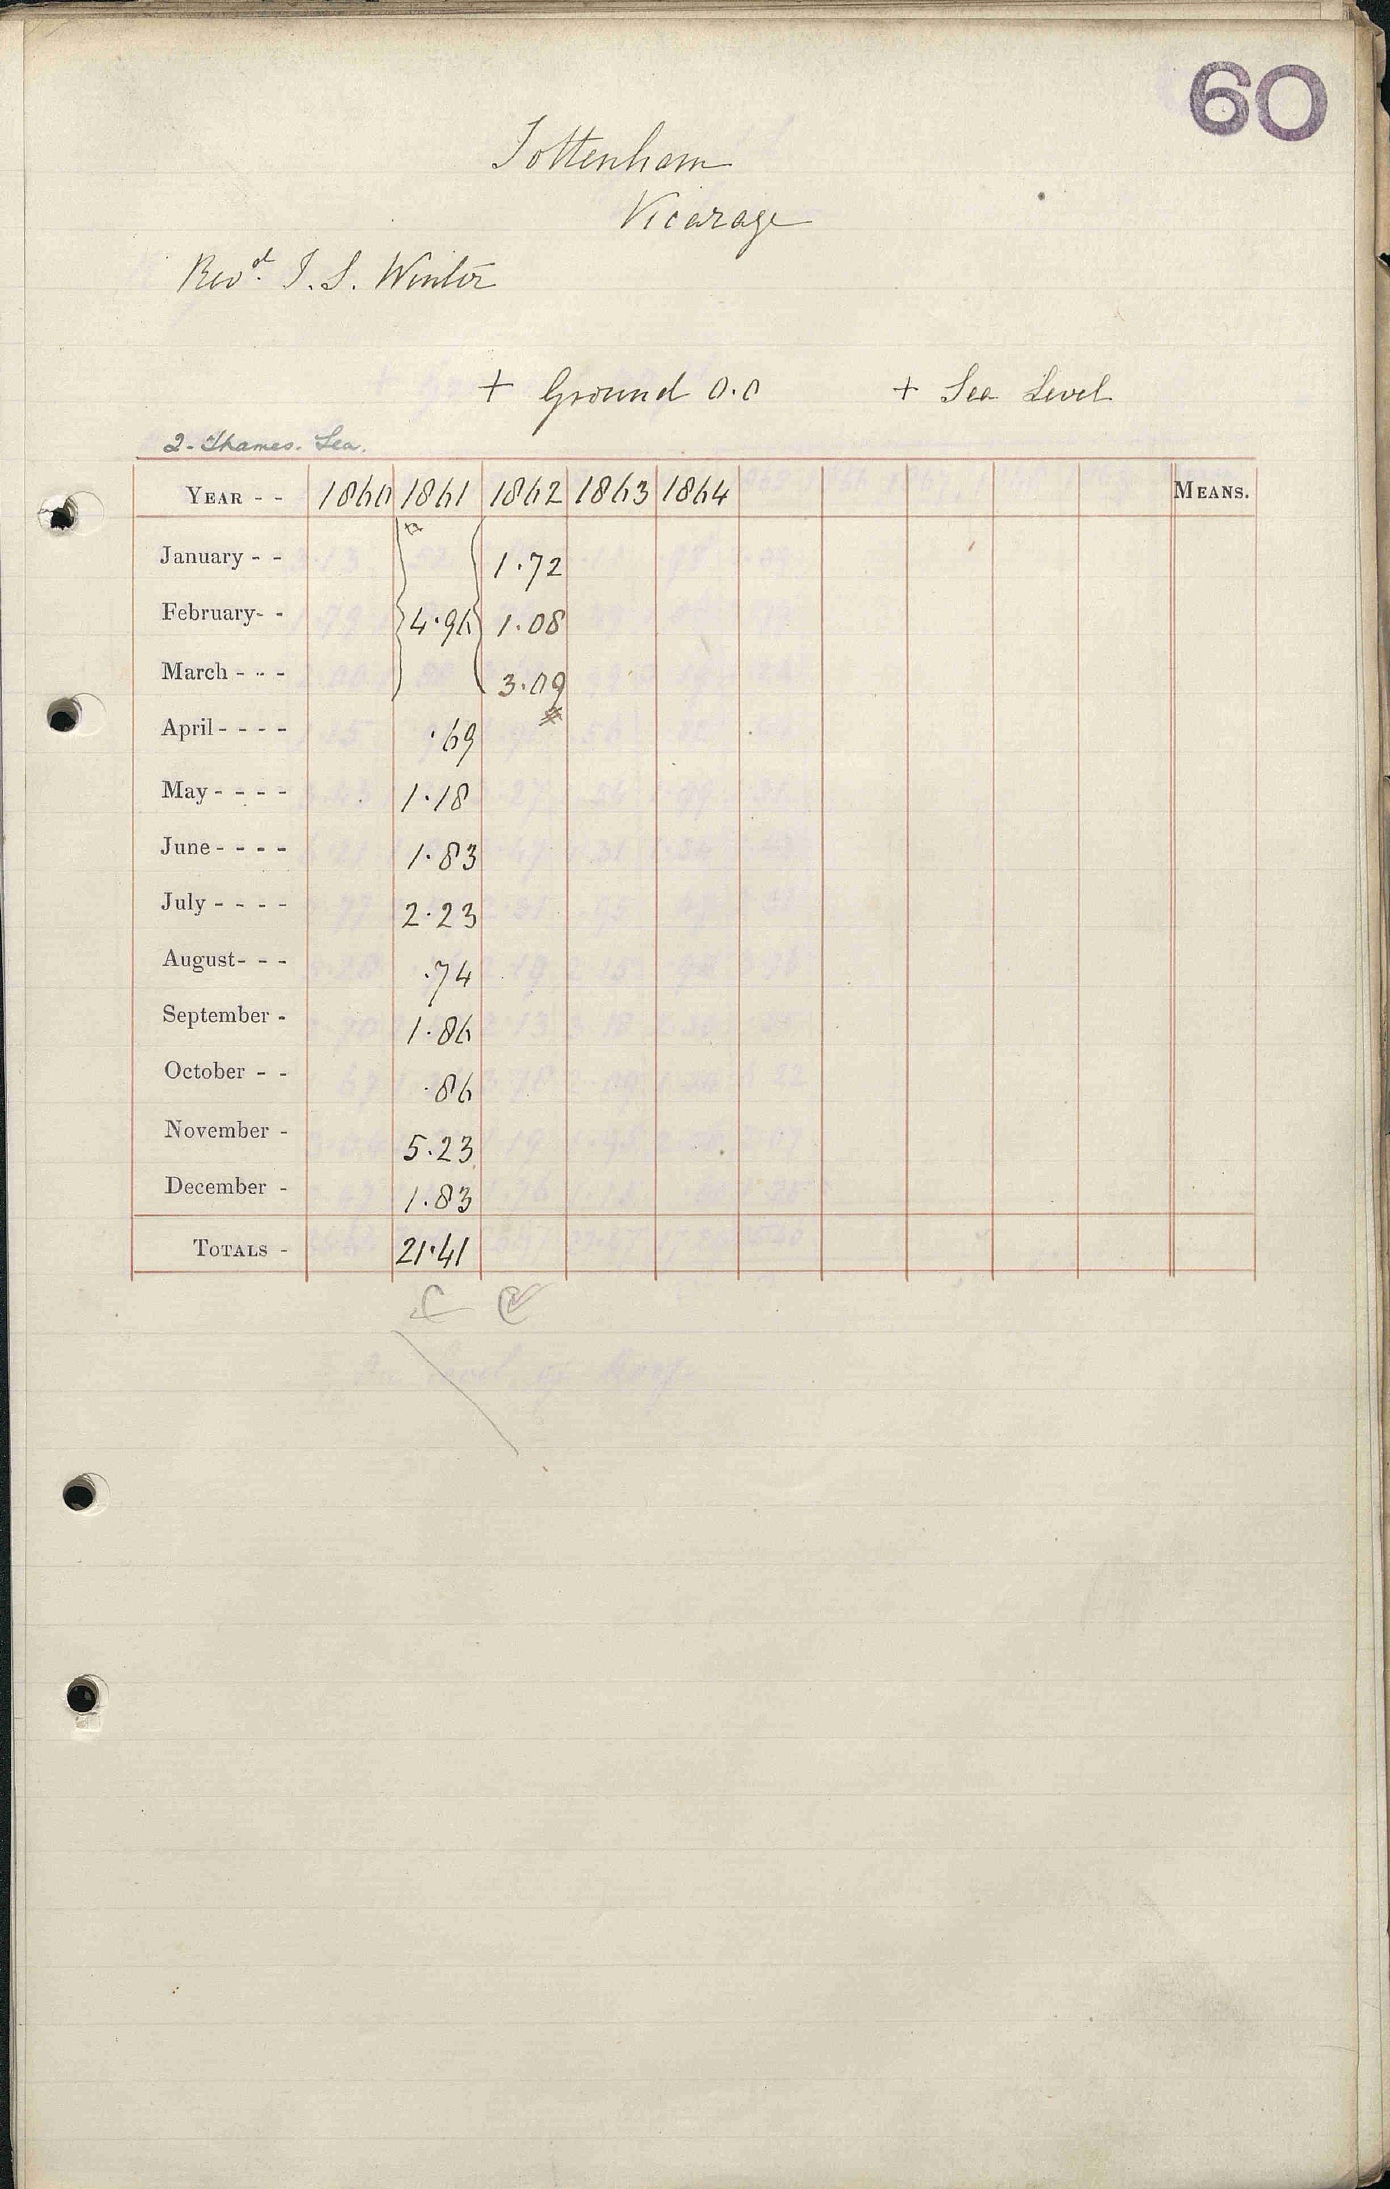 60
Tottenham
Vicarage
Revd. T. S. Winter
+ Ground 0.0 + Sea Level
2 - Thames - Lea.
YEAR - - 1860 1861 1862 1863 1864 MEANS.
January - - 1.72
February - - 4.96 1.08
March - - - 3.09
April - - - - .69
May - - - - 1.18
June - - - - 1.83
July - - - - 2.23
August - - - .74
September - 1.86
October - - .86
November - 5.23
December - 1.83
TOTALS - 21.41